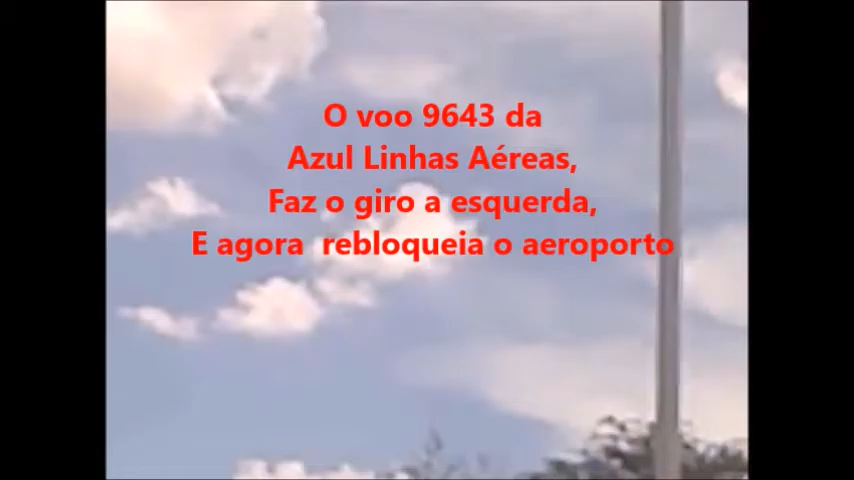 O voo 9643 da
Azul Linhas Aéreas,
Faz o giro a esquerda,
E agora rebloqueia o aeroporto